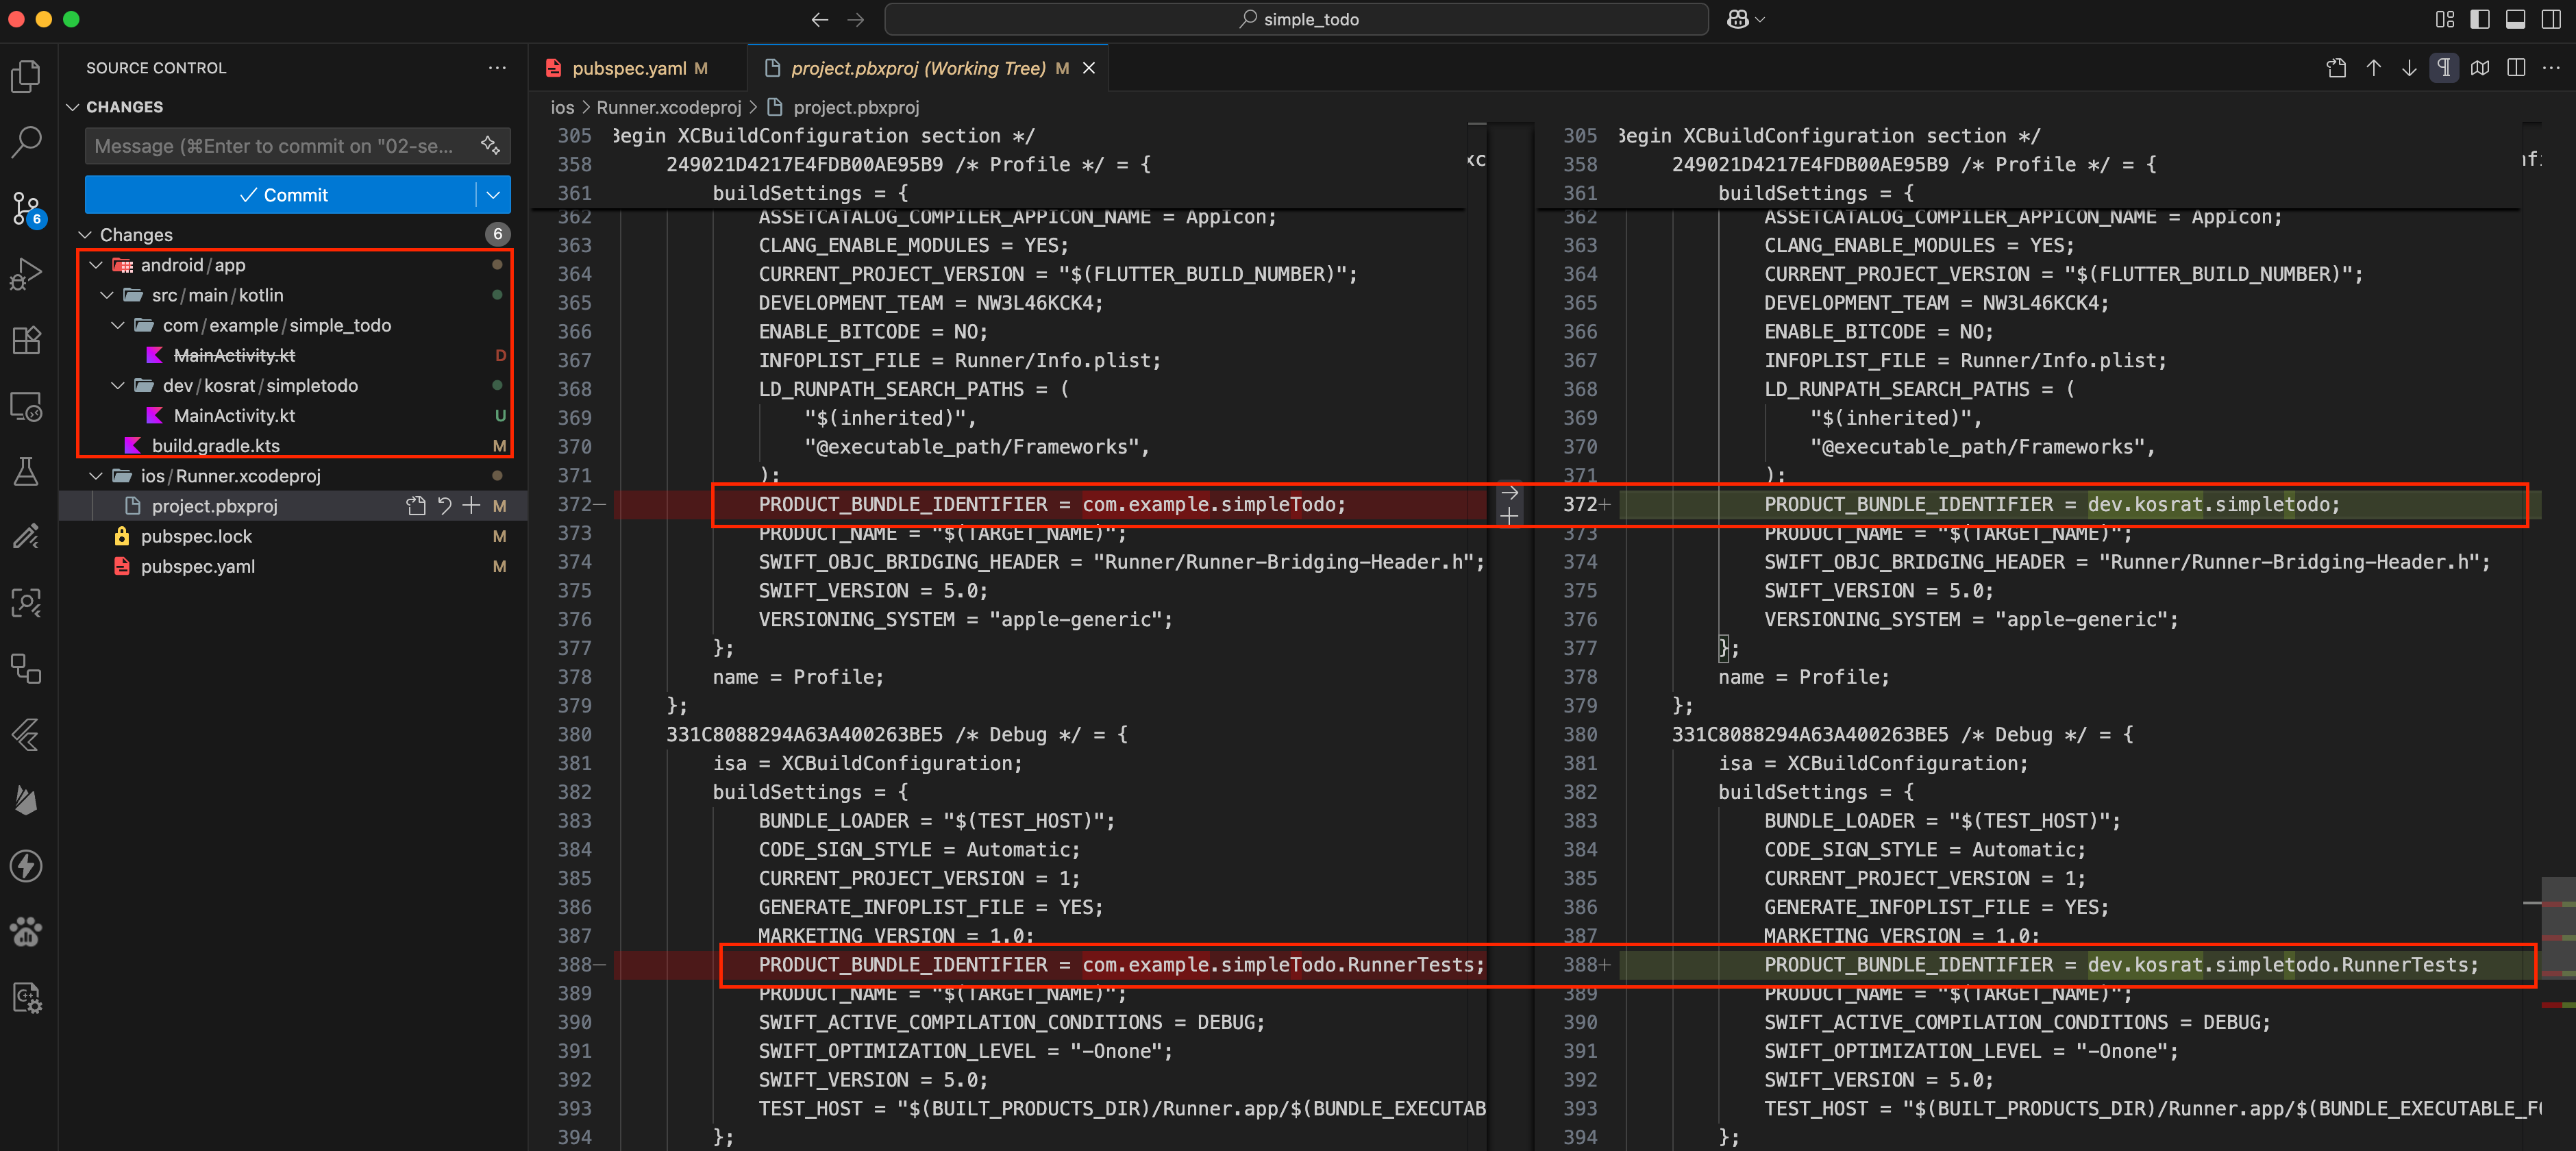 simple_todo
SOURCE CONTROL
CHANGES
Message (⌘Enter to commit on "02-se...
Commit
6
Changes
6
android/app
src/main/kotlin
com/example/simple_todo
MainActivity.kt D
dev/kosrat/simpletodo
MainActivity.kt U
build.gradle.kts M
ios/Runner.xcodeproj
project.pbxproj M
pubspec.lock M
pubspec.yaml M
pubspec.yaml M
project.pbxproj (Working Tree) M
ios > Runner.xcodeproj > project.pbxproj
305 Begin XCBuildConfiguration section */
358 249021D4217E4FDB00AE95B9 /* Profile */ = {
361 buildSettings = {
362 ASSETCATALOG_COMPILER_APPICON_NAME = AppIcon;
363 CLANG_ENABLE_MODULES = YES;
364 CURRENT_PROJECT_VERSION = "$(FLUTTER_BUILD_NUMBER)";
365 DEVELOPMENT_TEAM = NW3L46KCK4;
366 ENABLE_BITCODE = NO;
367 INFOPLIST_FILE = Runner/Info.plist;
368 LD_RUNPATH_SEARCH_PATHS = (
369 "$(inherited)",
370 "@executable_path/Frameworks",
371 );
372— PRODUCT_BUNDLE_IDENTIFIER = com.example.simpleTodo;
373 PRODUCT_NAME = "$(TARGET_NAME)";
374 SWIFT_OBJC_BRIDGING_HEADER = "Runner/Runner-Bridging-Header.h";
375 SWIFT_VERSION = 5.0;
376 VERSIONING_SYSTEM = "apple-generic";
377 };
378 name = Profile;
379 };
380 331C8088294A63A400263BE5 /* Debug */ = {
381 isa = XCBuildConfiguration;
382 buildSettings = {
383 BUNDLE_LOADER = "$(TEST_HOST)";
384 CODE_SIGN_STYLE = Automatic;
385 CURRENT_PROJECT_VERSION = 1;
386 GENERATE_INFOPLIST_FILE = YES;
387 MARKETING_VERSION = 1.0;
388— PRODUCT_BUNDLE_IDENTIFIER = com.example.simpleTodo.RunnerTests;
389 PRODUCT_NAME = "$(TARGET_NAME)";
390 SWIFT_ACTIVE_COMPILATION_CONDITIONS = DEBUG;
391 SWIFT_OPTIMIZATION_LEVEL = "-Onone";
392 SWIFT_VERSION = 5.0;
393 TEST_HOST = "$(BUILT_PRODUCTS_DIR)/Runner.app/$(BUNDLE_EXECUTAB
394 };
305 Begin XCBuildConfiguration section */
358 249021D4217E4FDB00AE95B9 /* Profile */ = {
361 buildSettings = {
362 ASSETCATALOG_COMPILER_APPICON_NAME = AppIcon;
363 CLANG_ENABLE_MODULES = YES;
364 CURRENT_PROJECT_VERSION = "$(FLUTTER_BUILD_NUMBER)";
365 DEVELOPMENT_TEAM = NW3L46KCK4;
366 ENABLE_BITCODE = NO;
367 INFOPLIST_FILE = Runner/Info.plist;
368 LD_RUNPATH_SEARCH_PATHS = (
369 "$(inherited)",
370 "@executable_path/Frameworks",
371 );
372+ PRODUCT_BUNDLE_IDENTIFIER = dev.kosrat.simpletodo;
373 PRODUCT_NAME = "$(TARGET_NAME)";
374 SWIFT_OBJC_BRIDGING_HEADER = "Runner/Runner-Bridging-Header.h";
375 SWIFT_VERSION = 5.0;
376 VERSIONING_SYSTEM = "apple-generic";
377 };
378 name = Profile;
379 };
380 331C8088294A63A400263BE5 /* Debug */ = {
381 isa = XCBuildConfiguration;
382 buildSettings = {
383 BUNDLE_LOADER = "$(TEST_HOST)";
384 CODE_SIGN_STYLE = Automatic;
385 CURRENT_PROJECT_VERSION = 1;
386 GENERATE_INFOPLIST_FILE = YES;
387 MARKETING_VERSION = 1.0;
388+ PRODUCT_BUNDLE_IDENTIFIER = dev.kosrat.simpletodo.RunnerTests;
389 PRODUCT_NAME = "$(TARGET_NAME)";
390 SWIFT_ACTIVE_COMPILATION_CONDITIONS = DEBUG;
391 SWIFT_OPTIMIZATION_LEVEL = "-Onone";
392 SWIFT_VERSION = 5.0;
393 TEST_HOST = "$(BUILT_PRODUCTS_DIR)/Runner.app/$(BUNDLE_EXECUTABLE_FO
394 };